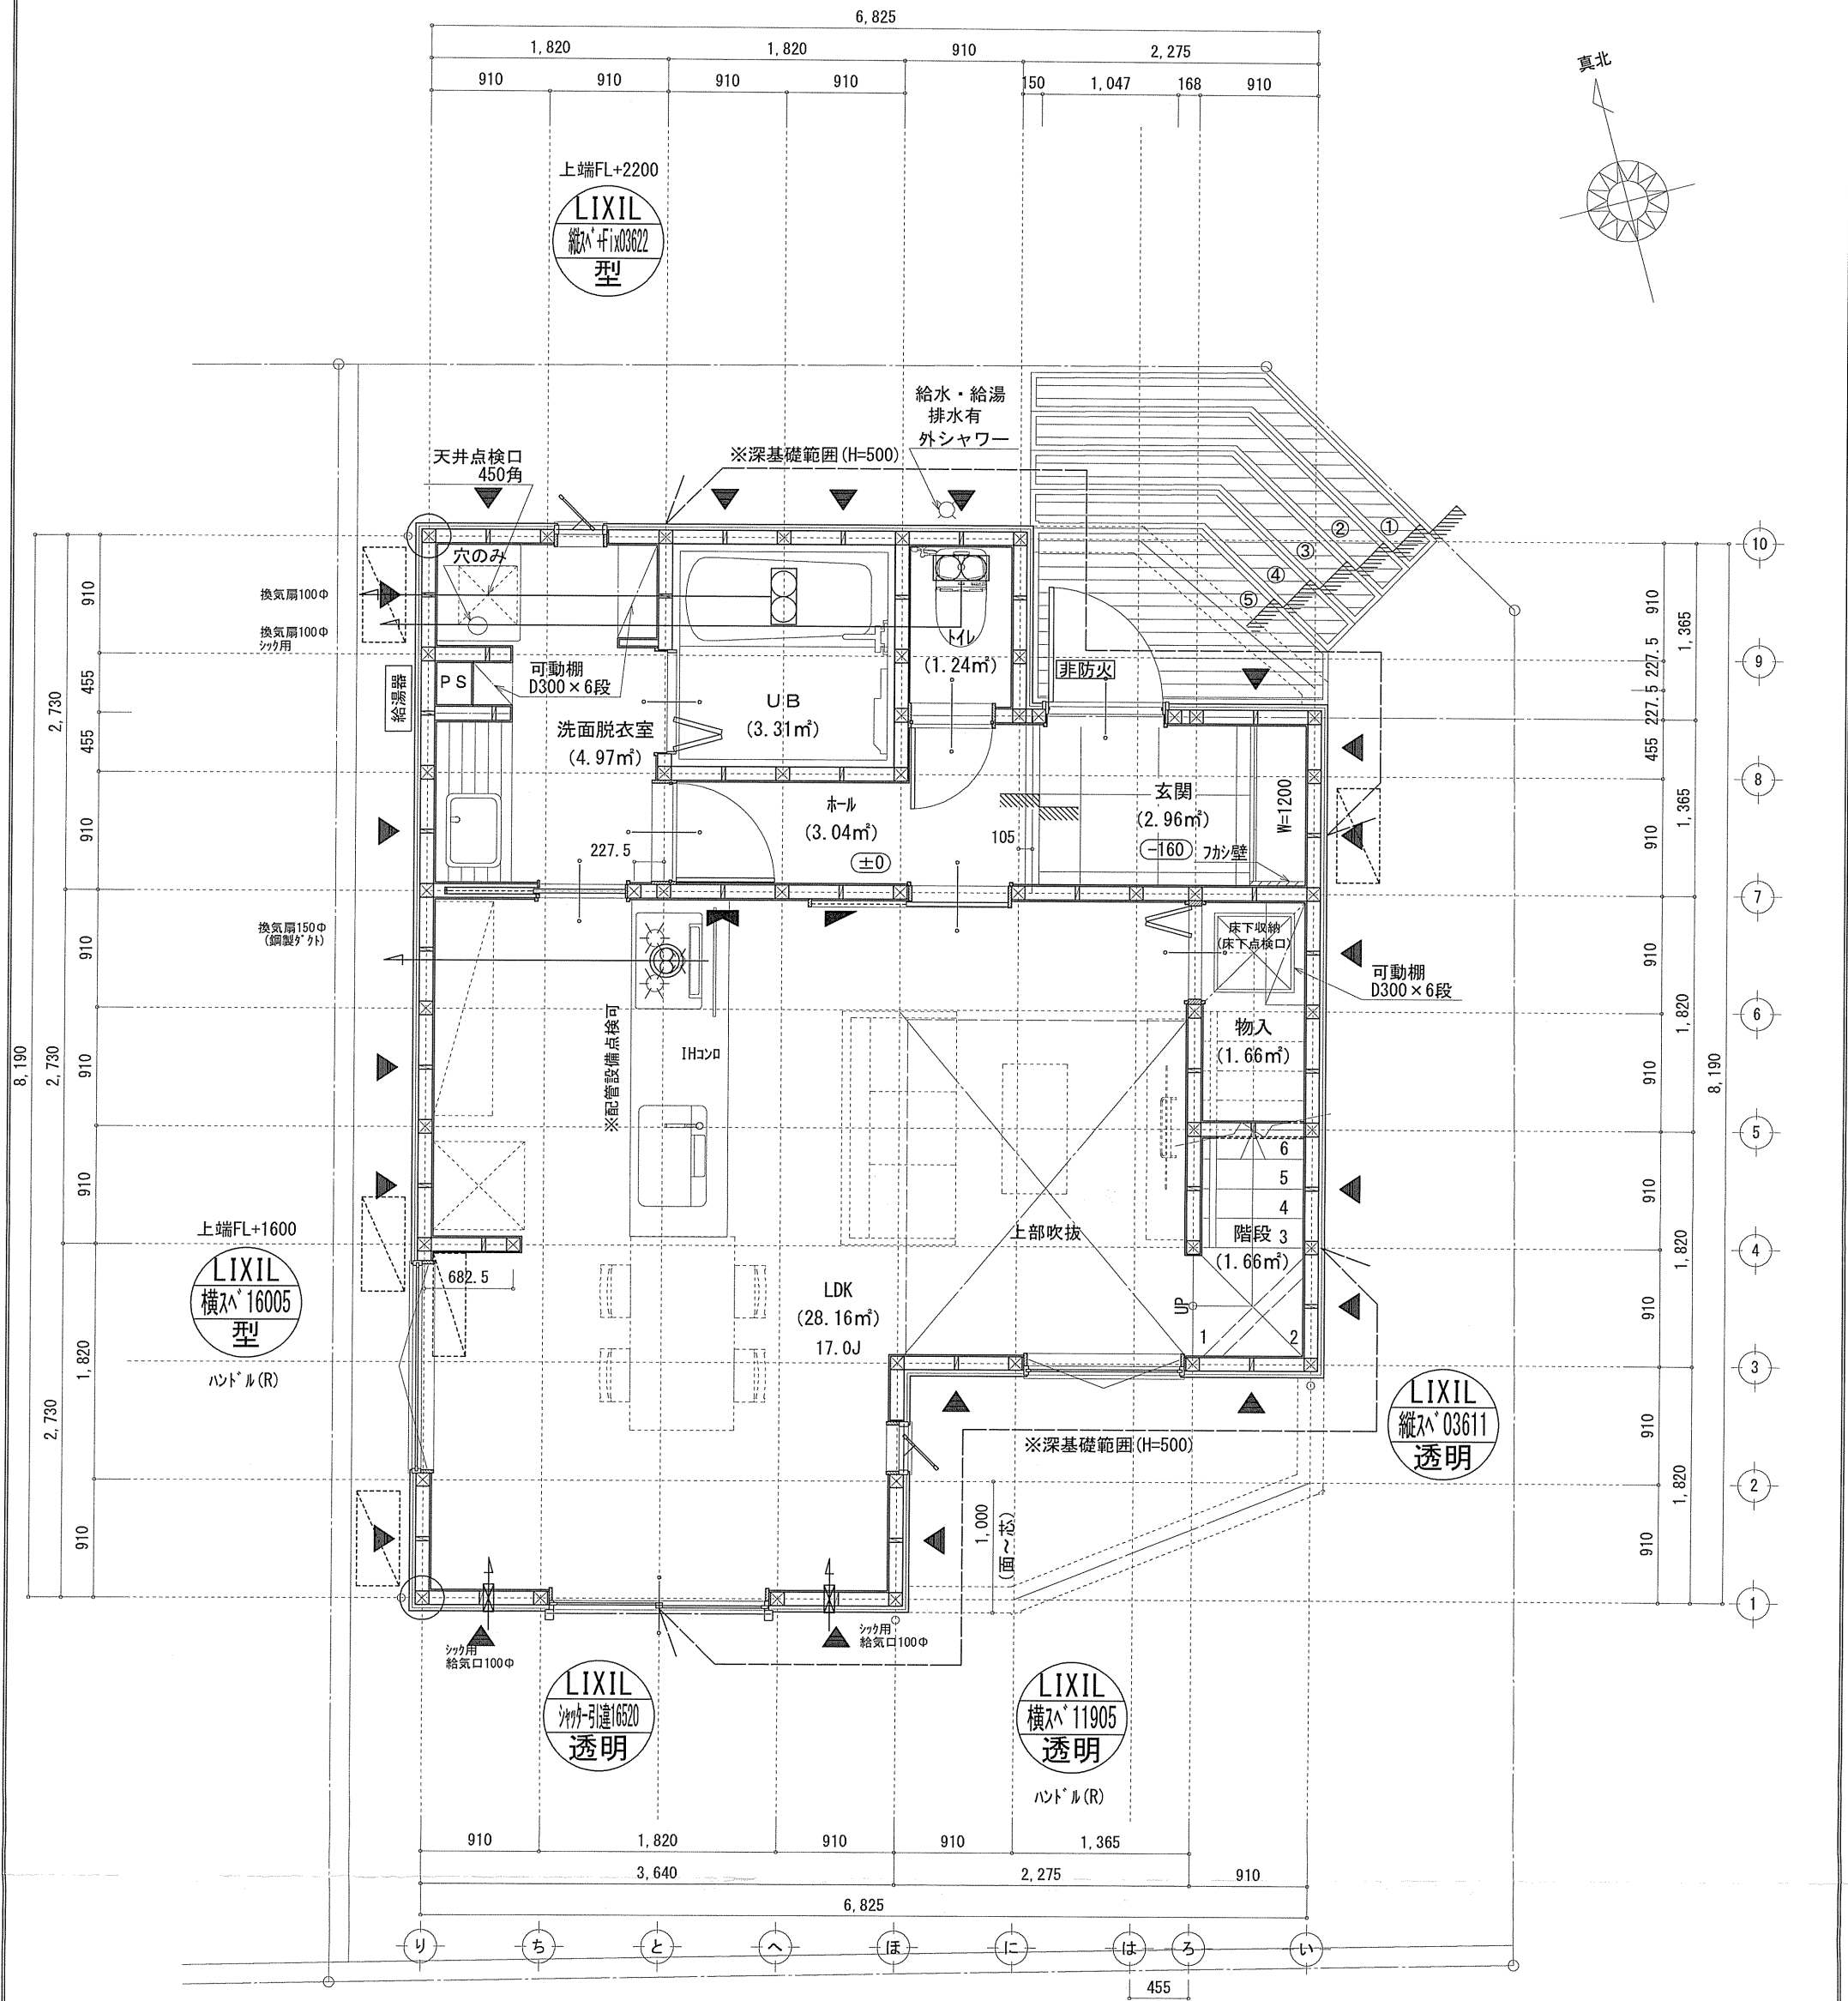 6,825
1,820
1,820
910
2,275
910
910
910
910
150
1,047
168
910
真北
上端FL+2200
LIXIL
縦スベ+Fix03622
型
給水・給湯
排水有
外シャワー
※深基礎範囲(H=500)
天井点検口
450角
穴のみ
換気扇100Φ
換気扇100Φ
シック用
給湯器
PS
可動棚
D300×6段
洗面脱衣室
(4.97㎡)
UB
(3.31㎡)
トイレ
(1.24㎡)
非防火
①
②
③
④
⑤
ホール
(3.04㎡)
±0
227.5
105
玄関
(2.96㎡)
-160
フカシ壁
W=1200
換気扇150Φ
(鋼製ダクト)
※配管設備点検可
IHコンロ
床下収納
(床下点検口)
可動棚
D300×6段
物入
(1.66㎡)
6
5
4
3
階段
(1.66㎡)
UP
1
2
上部吹抜
LDK
(28.16㎡)
17.0J
682.5
上端FL+1600
LIXIL
横スベ16005
型
ハンドル(R)
LIXIL
縦スベ03611
透明
※深基礎範囲(H=500)
1,000
(面~芯)
シック用
給気口100Φ
シック用
給気口100Φ
LIXIL
シャッター引違16520
透明
LIXIL
横スベ11905
透明
ハンドル(R)
8,190
2,730
2,730
2,730
910
455
455
910
910
910
910
1,820
910
910
227.5
227.5
455
910
910
910
910
910
910
910
1,365
1,365
1,820
1,820
1,820
8,190
10
9
8
7
6
5
4
3
2
1
910
1,820
910
910
1,365
3,640
2,275
910
6,825
り
ち
と
へ
ほ
に
は
ろ
い
455